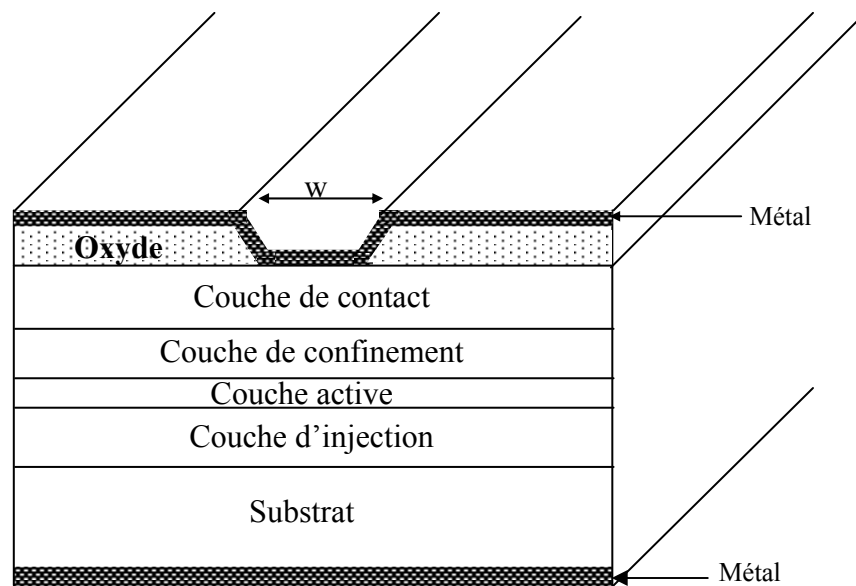 w
Métal
Oxyde
Couche de contact
Couche de confinement
Couche active
Couche d’injection
Substrat
Métal